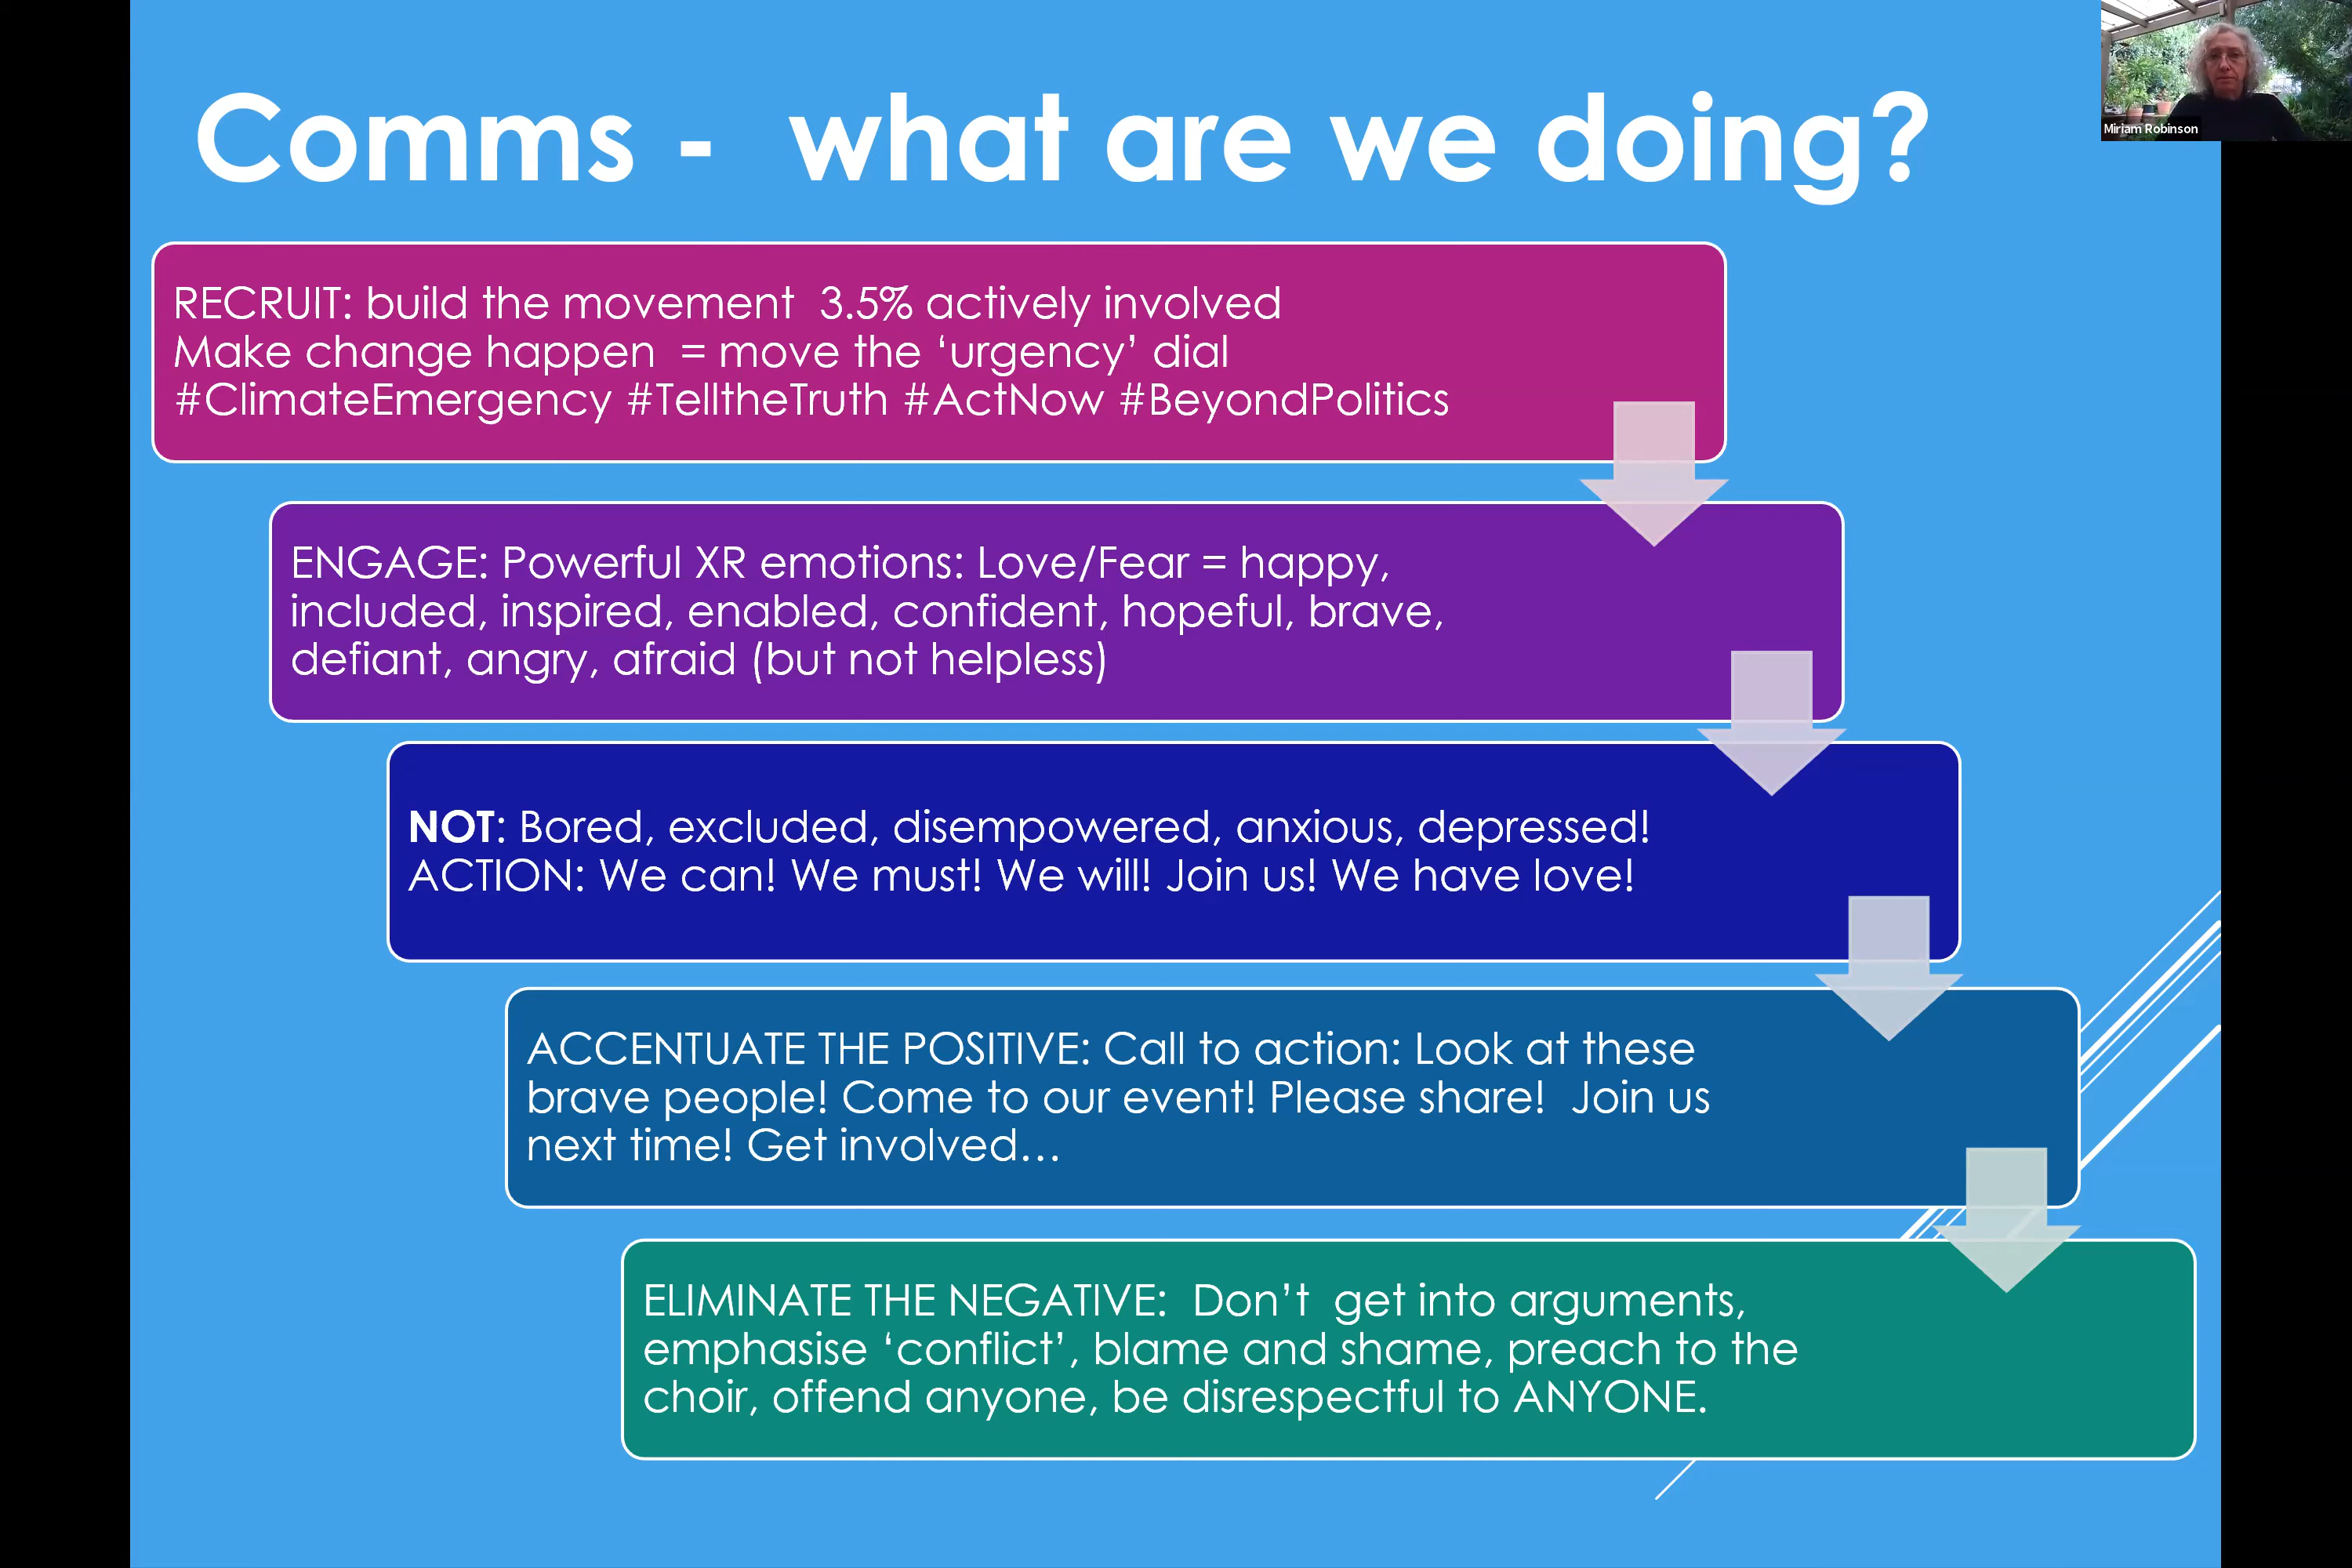 Comms - what are we doing?
Miriam Robinson
RECRUIT: build the movement 3.5% actively involved
Make change happen = move the ‘urgency’ dial
#ClimateEmergency #TelltheTruth #ActNow #BeyondPolitics
ENGAGE: Powerful XR emotions: Love/Fear = happy,
included, inspired, enabled, confident, hopeful, brave,
defiant, angry, afraid (but not helpless)
NOT: Bored, excluded, disempowered, anxious, depressed!
ACTION: We can! We must! We will! Join us! We have love!
ACCENTUATE THE POSITIVE: Call to action: Look at these
brave people! Come to our event! Please share! Join us
next time! Get involved…
ELIMINATE THE NEGATIVE: Don’t get into arguments,
emphasise ‘conflict’, blame and shame, preach to the
choir, offend anyone, be disrespectful to ANYONE.